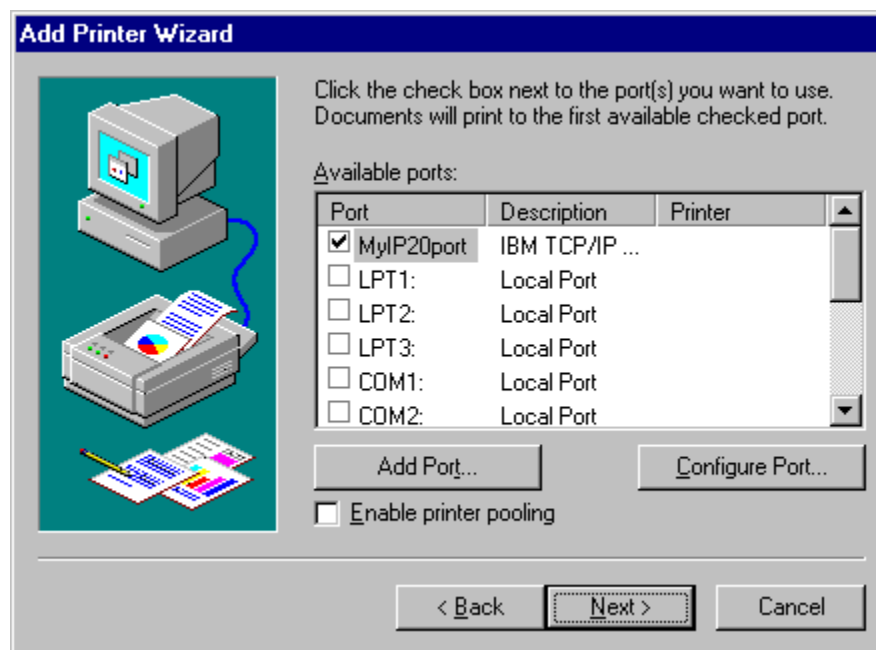 Add Printer Wizard
Click the check box next to the port(s) you want to use.
Documents will print to the first available checked port.
Available ports:
Port Description Printer
MyIP20port IBM TCP/IP ...
LPT1: Local Port
LPT2: Local Port
LPT3: Local Port
COM1: Local Port
COM2: Local Port
Add Port... Configure Port...
Enable printer pooling
< Back Next > Cancel